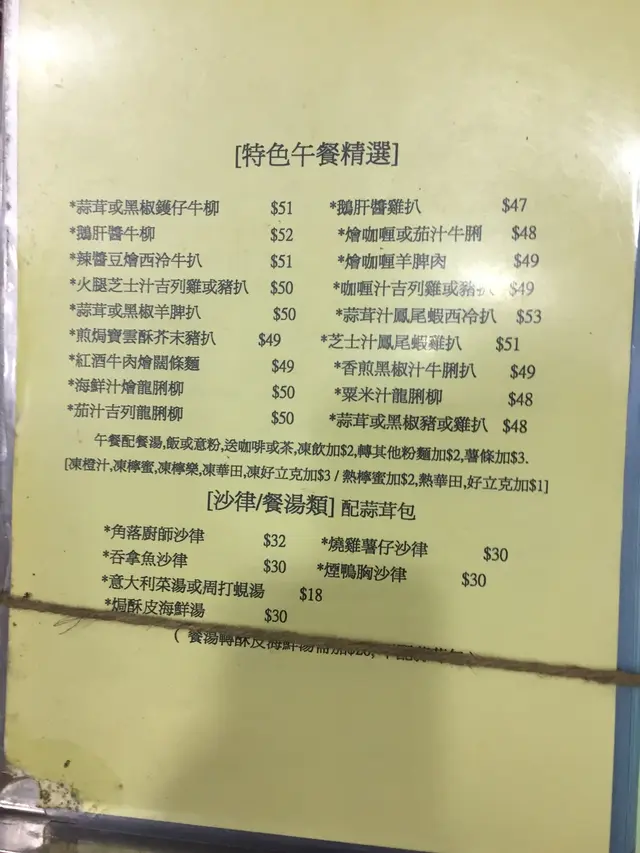 [特色午餐精選]
*蒜茸或黑椒鑊仔牛柳 $51
*鵝肝醬雞扒 $47
*鵝肝醬牛柳 $52
*燴咖喱或茄汁牛脷 $48
*辣醬豆燴西冷牛扒 $51
*燴咖喱羊脾肉 $49
*火腿芝士汁吉列雞或豬扒 $50
*咖喱汁吉列雞或豬扒 $49
*蒜茸或黑椒羊脾扒 $50
*蒜茸汁鳳尾蝦西冷扒 $53
*煎焗寶雲酥芥末豬扒 $49
*芝士汁鳳尾蝦雞扒 $51
*紅酒牛肉燴闊條麵 $49
*香煎黑椒汁牛脷扒 $49
*海鮮汁燴龍脷柳 $50
*粟米汁龍脷柳 $48
*茄汁吉列龍脷柳 $50
*蒜茸或黑椒豬或雞扒 $48
午餐配餐湯,飯或意粉,送咖啡或茶,凍飲加$2,轉其他粉麵加$2,薯條加$3.
[凍橙汁,凍檸蜜,凍檸樂,凍華田,凍好立克加$3 / 熱檸蜜加$2,熱華田,好立克加$1]
[沙律/餐湯類] 配蒜茸包
*角落廚師沙律 $32
*燒雞薯仔沙律 $30
*吞拿魚沙律 $30
*煙鴨胸沙律 $30
*意大利菜湯或周打蜆湯 $18
*焗酥皮海鮮湯 $30
(餐湯轉酥皮海鮮湯需加$20,